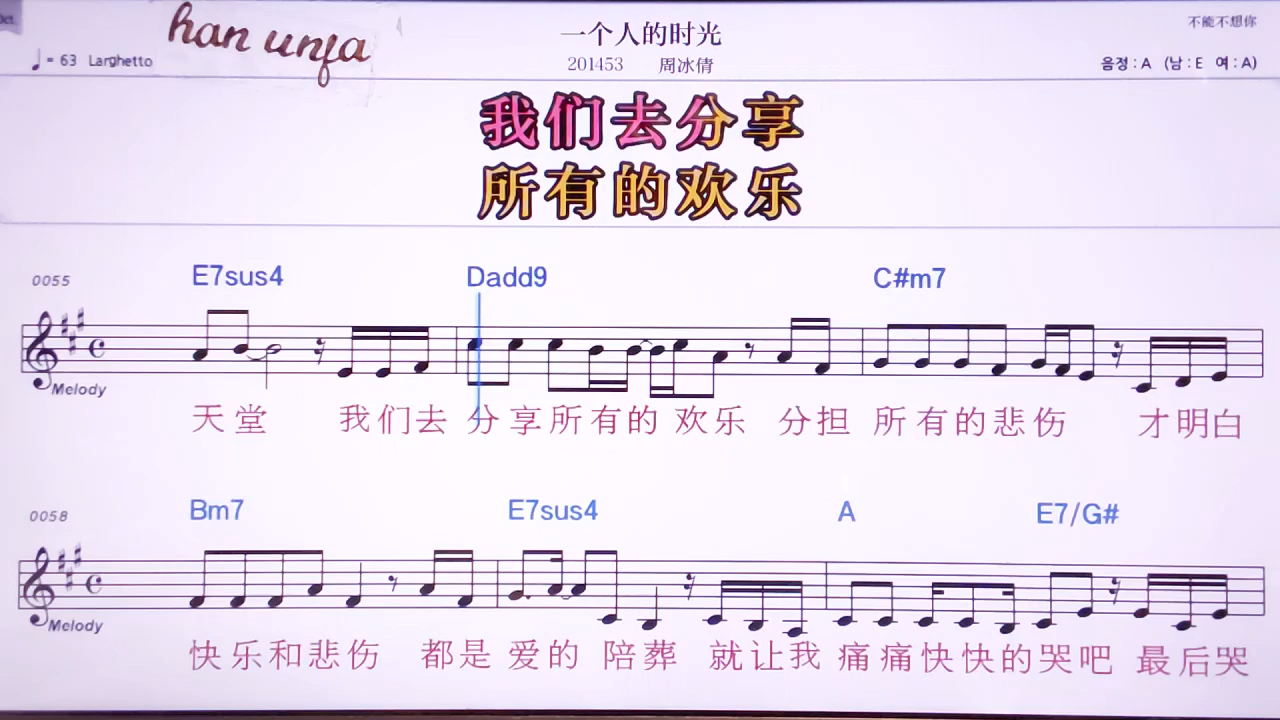 han unfa
一个人的时光
不能不想你
♩= 63 Larghetto
201453 周冰倩
음정 : A (남 : E 여 : A)
我们去分享
所有的欢乐
0055
E7sus4 Dadd9 C#m7
Melody
天堂 我们去 分享所有的 欢乐 分担 所有的悲伤 才明白
0058
Bm7 E7sus4 A E7/G#
Melody
快乐和悲伤 都是 爱的 陪葬 就让我 痛痛快快的哭吧 最后哭